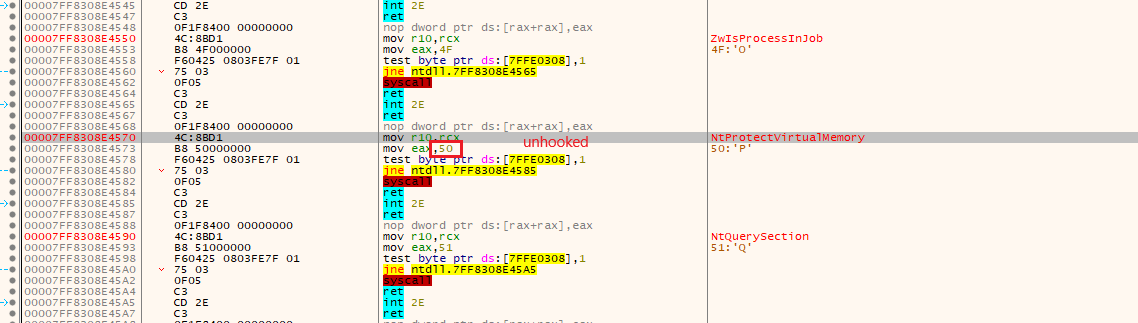 00007FF8308E4545 CD 2E int 2E
00007FF8308E4547 C3 ret
00007FF8308E4548 0F1F8400 00000000 nop dword ptr ds:[rax+rax],eax
00007FF8308E4550 4C:8BD1 mov r10,rcx ZwIsProcessInJob
00007FF8308E4553 B8 4F000000 mov eax,4F 4F:'O'
00007FF8308E4558 F60425 0803FE7F 01 test byte ptr ds:[7FFE0308],1
00007FF8308E4560 75 03 jne ntdll.7FF8308E4565
00007FF8308E4562 0F05 syscall
00007FF8308E4564 C3 ret
00007FF8308E4565 CD 2E int 2E
00007FF8308E4567 C3 ret
00007FF8308E4568 0F1F8400 00000000 nop dword ptr ds:[rax+rax],eax
00007FF8308E4570 4C:8BD1 mov r10,rcx unhooked NtProtectVirtualMemory
00007FF8308E4573 B8 50000000 mov eax,50 50:'P'
00007FF8308E4578 F60425 0803FE7F 01 test byte ptr ds:[7FFE0308],1
00007FF8308E4580 75 03 jne ntdll.7FF8308E4585
00007FF8308E4582 0F05 syscall
00007FF8308E4584 C3 ret
00007FF8308E4585 CD 2E int 2E
00007FF8308E4587 C3 ret
00007FF8308E4588 0F1F8400 00000000 nop dword ptr ds:[rax+rax],eax
00007FF8308E4590 4C:8BD1 mov r10,rcx NtQuerySection
00007FF8308E4593 B8 51000000 mov eax,51 51:'Q'
00007FF8308E4598 F60425 0803FE7F 01 test byte ptr ds:[7FFE0308],1
00007FF8308E45A0 75 03 jne ntdll.7FF8308E45A5
00007FF8308E45A2 0F05 syscall
00007FF8308E45A4 C3 ret
00007FF8308E45A5 CD 2E int 2E
00007FF8308E45A7 C3 ret